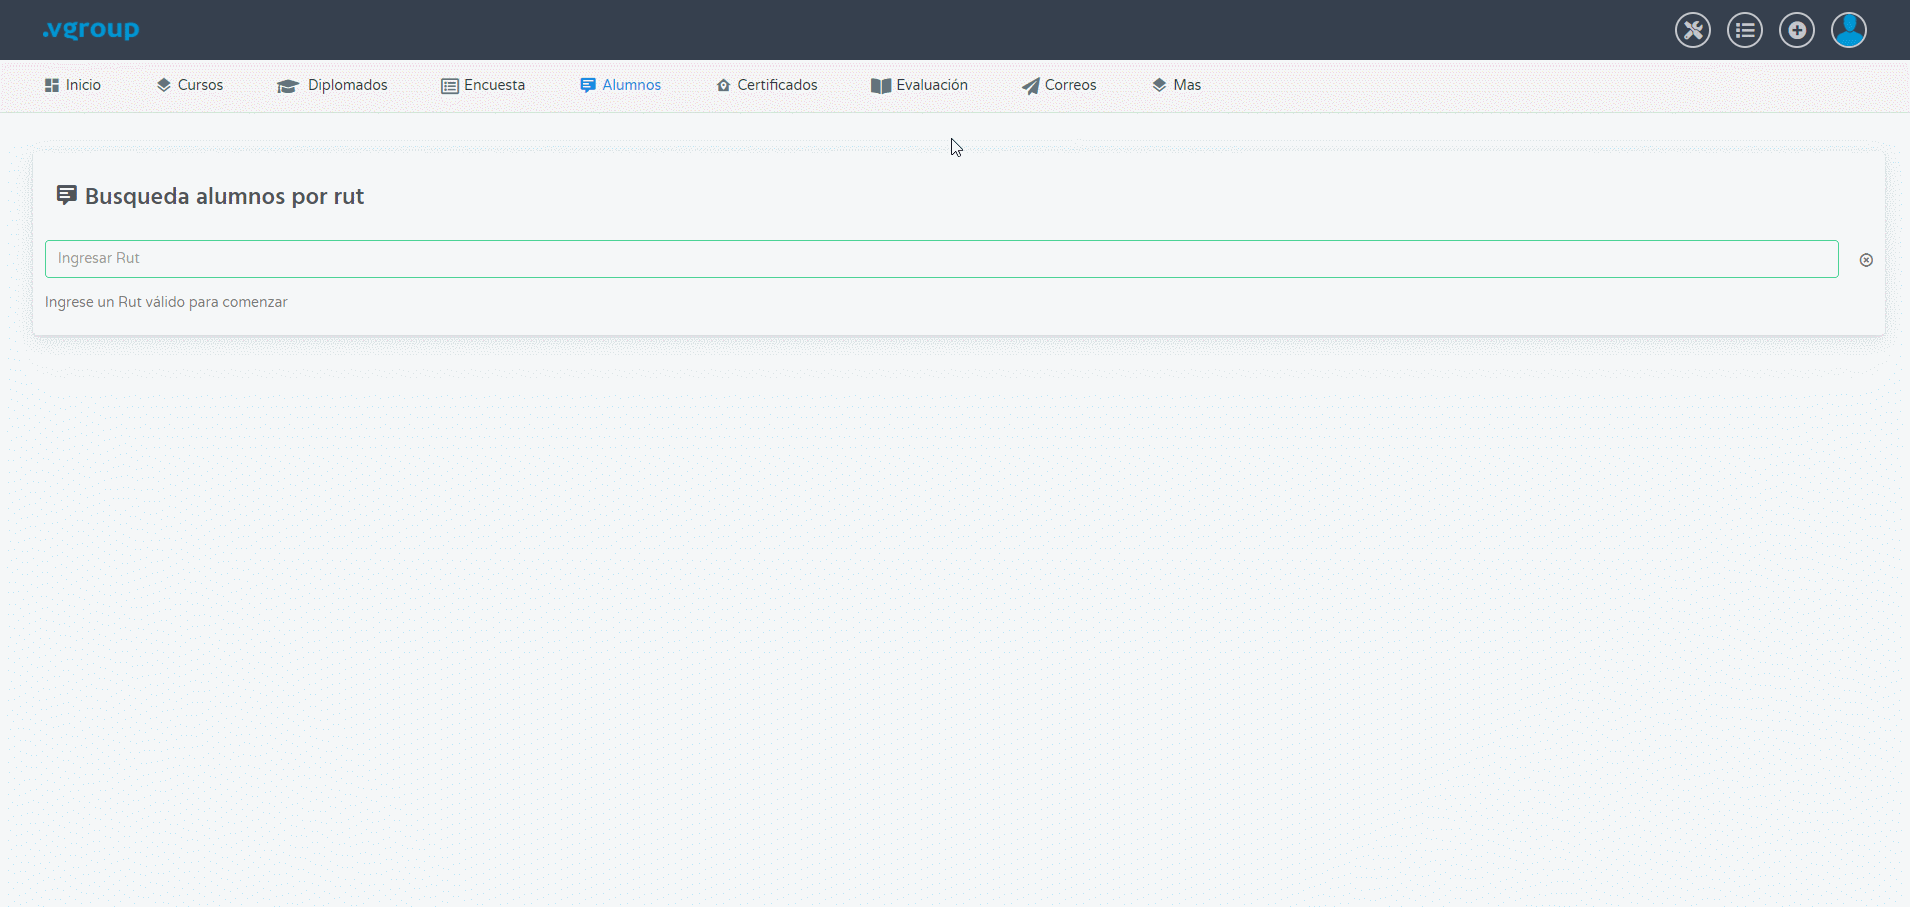 .vgroup
Inicio Cursos Diplomados Encuesta Alumnos Certificados Evaluación Correos Mas
Busqueda alumnos por rut
Ingresar Rut
Ingrese un Rut válido para comenzar